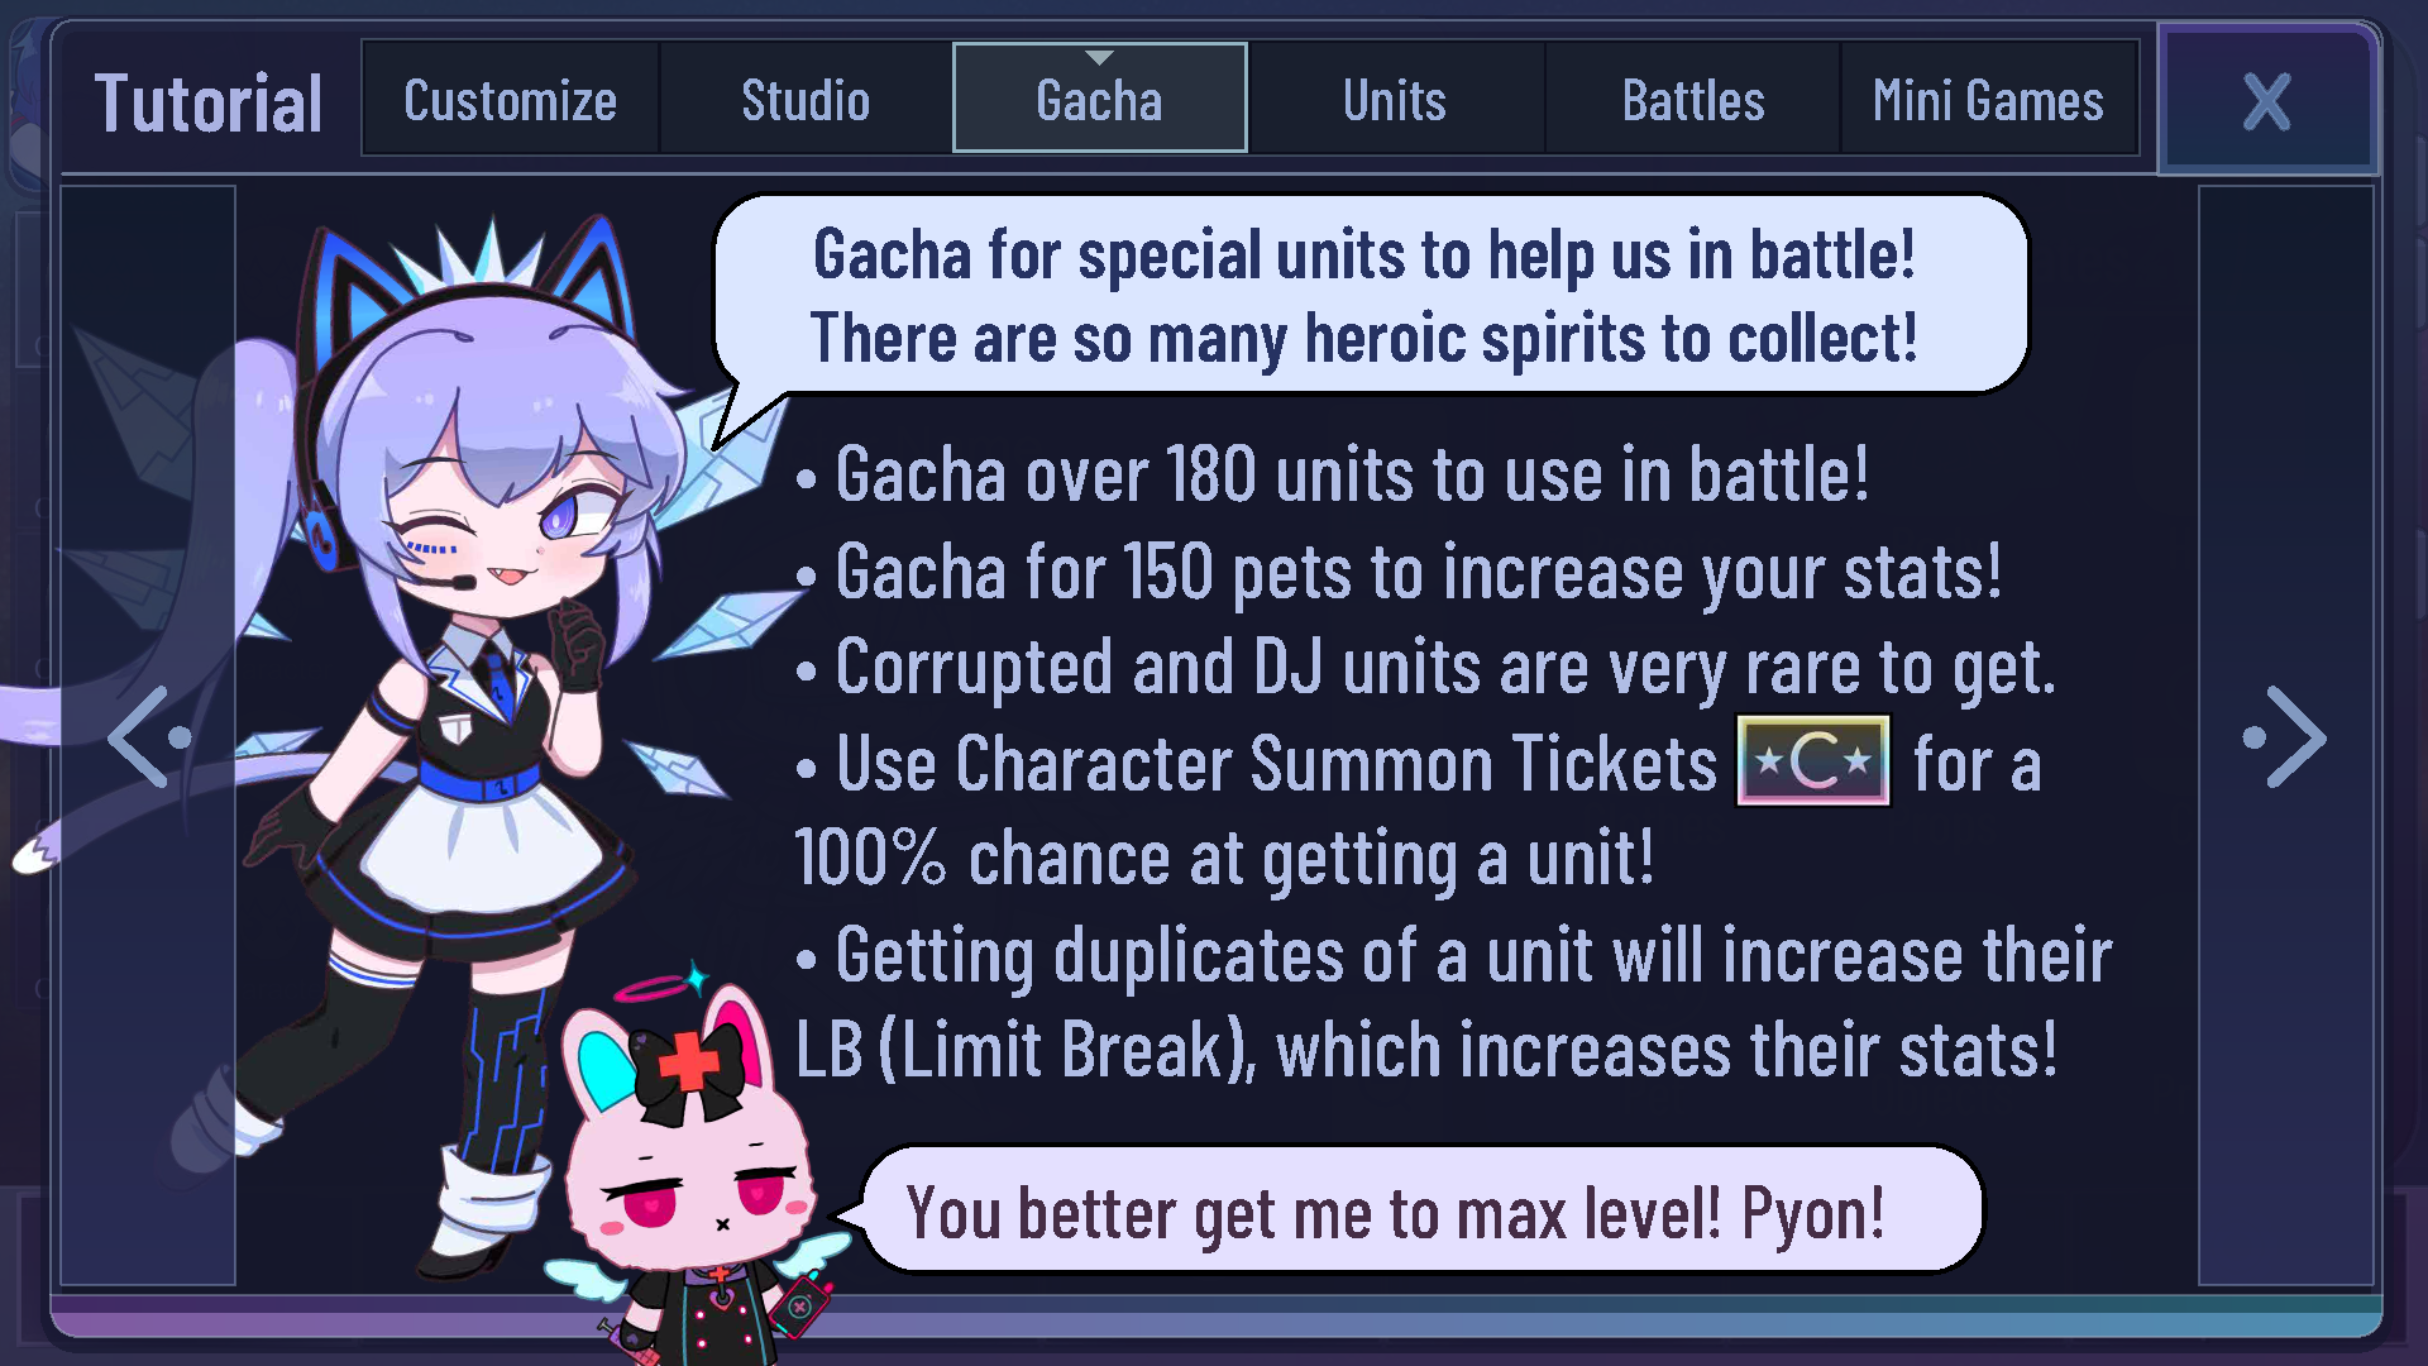 Tutorial
Customize
Studio
Gacha
Units
Battles
Mini Games
X
Gacha for special units to help us in battle!
There are so many heroic spirits to collect!
• Gacha over 180 units to use in battle!
• Gacha for 150 pets to increase your stats!
• Corrupted and DJ units are very rare to get.
• Use Character Summon Tickets ★C★ for a
100% chance at getting a unit!
• Getting duplicates of a unit will increase their
LB (Limit Break), which increases their stats!
You better get me to max level! Pyon!